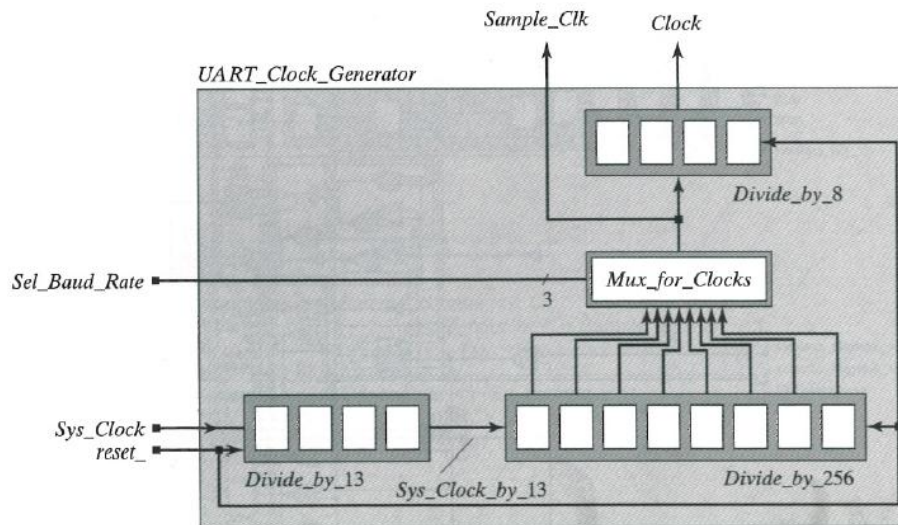 Sample_Clk Clock
UART_Clock_Generator
Divide_by_8
Sel_Baud_Rate
3
Mux_for_Clocks
Sys_Clock
reset_
Divide_by_13
Sys_Clock_by_13
Divide_by_256